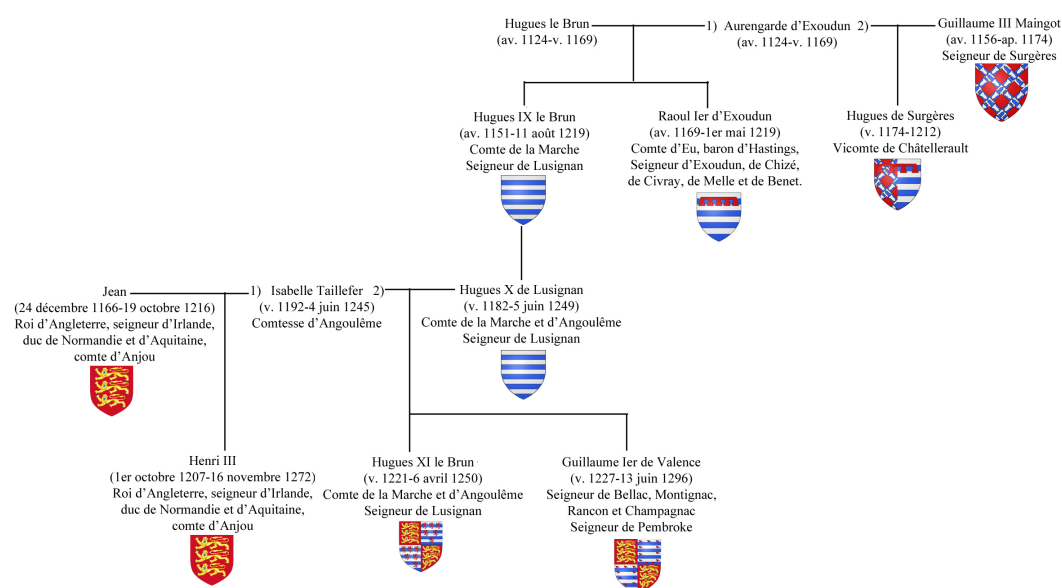 Hugues le Brun
(av. 1124-v. 1169)
1) Aurengarde d'Exoudun 2)
(av. 1124-v. 1169)
Guillaume III Maingot
(av. 1156-ap. 1174)
Seigneur de Surgères
Hugues IX le Brun
(av. 1151-11 août 1219)
Comte de la Marche
Seigneur de Lusignan
Raoul Ier d'Exoudun
(av. 1169-1er mai 1219)
Comte d'Eu, baron d'Hastings,
Seigneur d'Exoudun, de Chizé,
de Civray, de Melle et de Benet.
Hugues de Surgères
(v. 1174-1212)
Vicomte de Châtellerault
Jean
(24 décembre 1166-19 octobre 1216)
Roi d'Angleterre, seigneur d'Irlande,
duc de Normandie et d'Aquitaine,
comte d'Anjou
1) Isabelle Taillefer 2)
(v. 1192-4 juin 1245)
Comtesse d'Angoulême
Hugues X de Lusignan
(v. 1182-5 juin 1249)
Comte de la Marche et d'Angoulême
Seigneur de Lusignan
Henri III
(1er octobre 1207-16 novembre 1272)
Roi d'Angleterre, seigneur d'Irlande,
duc de Normandie et d'Aquitaine,
comte d'Anjou
Hugues XI le Brun
(v. 1221-6 avril 1250)
Comte de la Marche et d'Angoulême
Seigneur de Lusignan
Guillaume Ier de Valence
(v. 1227-13 juin 1296)
Seigneur de Bellac, Montignac,
Rancon et Champagnac
Seigneur de Pembroke